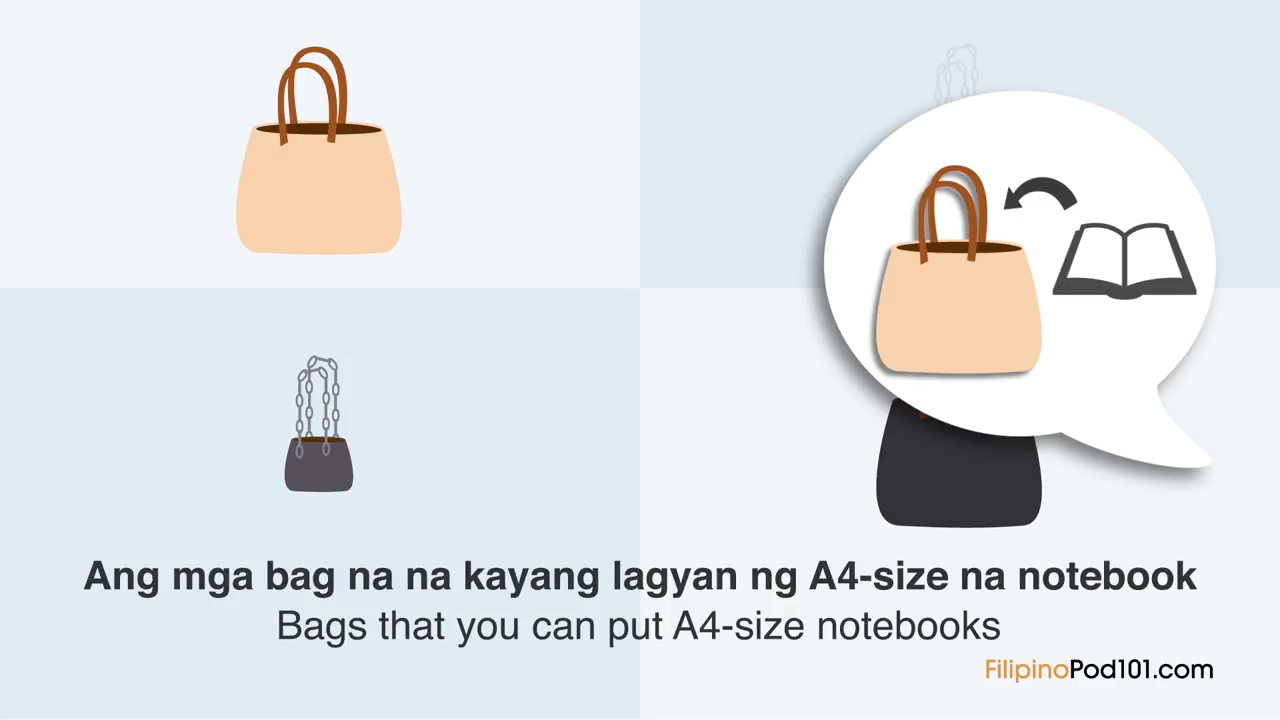 Ang mga bag na na kayang lagyan ng A4-size na notebook
Bags that you can put A4-size notebooks
FilipinoPod101.com